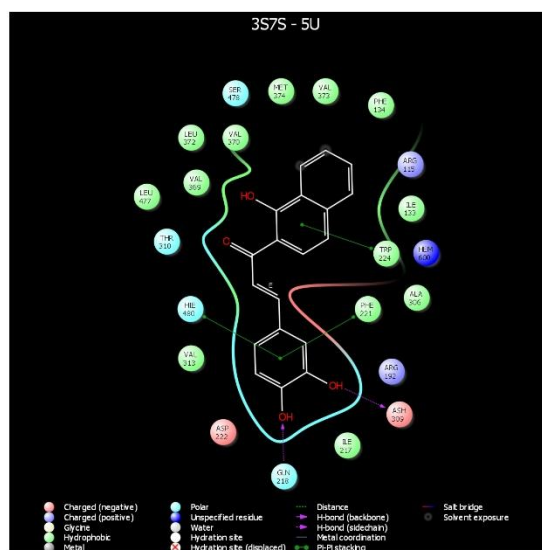 3S7S - 5U
SER
478
MET
374
VAL
373
PHE
134
LEU
372
VAL
370
ARG
115
VAL
369
LEU
477
ILE
133
HO
THR
310
TRP
224
HEM
600
O
E
ALA
306
HIE
480
PHE
221
VAL
313
ARG
192
OH
ASH
309
OH
ASP
222
ILE
217
GLN
218
Charged (negative)
Charged (positive)
Glycine
Hydrophobic
Metal
Polar
Unspecified residue
Water
Hydration site
Hydration site (displaced)
Distance
H-bond (backbone)
H-bond (sidechain)
Metal coordination
Pi-Pi stacking
Salt bridge
Solvent exposure